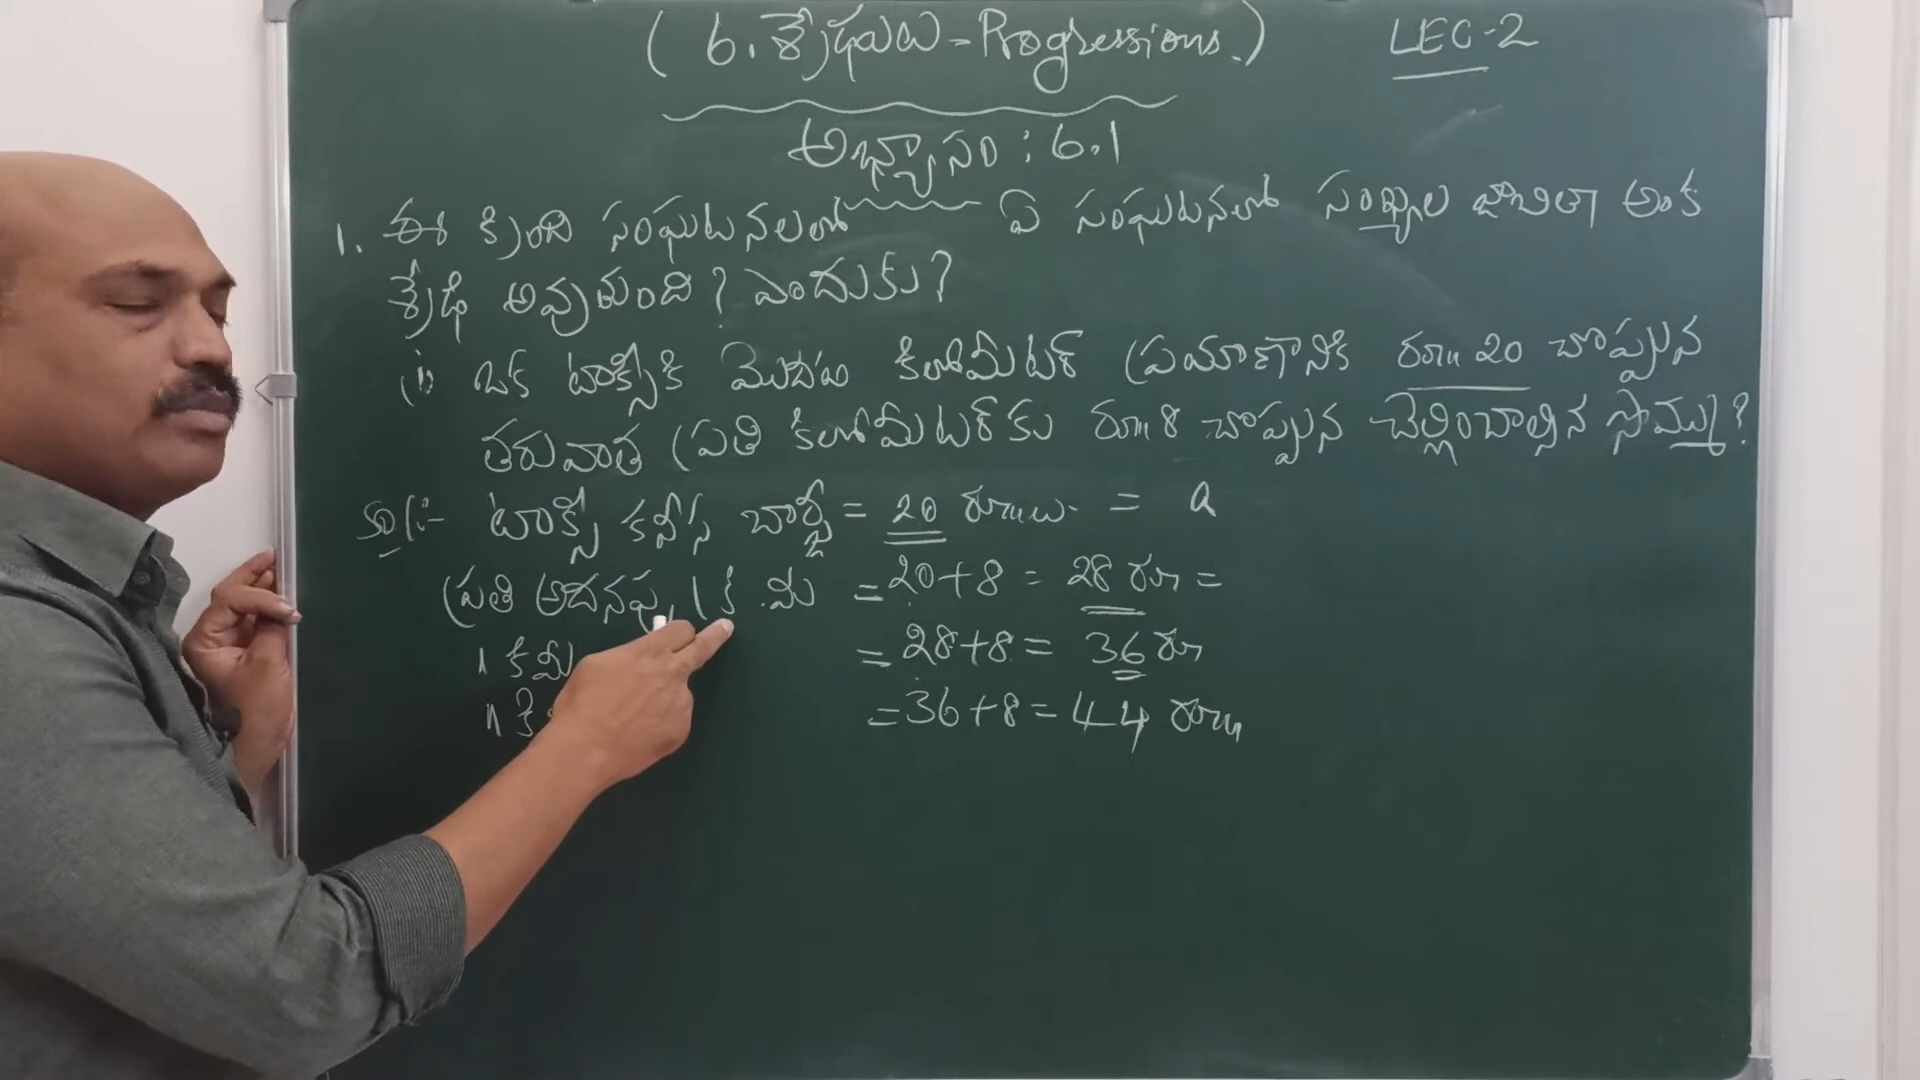 ( 6. శ్రేఢులు - Progressions. ) LEC-2
అభ్యాసం : 6.1
1. ఈ క్రింది సంఘటనలలో ఏ సంఘటనలో సంఖ్యల జాబితా అంక
శ్రేఢి అవుతుంది ? ఎందుకు ?
(i) ఒక టాక్సీకి మొదట కిలోమీటర్ ప్రయాణానికి రూ 20 చొప్పున
తరువాత ప్రతి కిలోమీటర్ కు రూ 8 చొప్పున చెల్లించాల్సిన సొమ్ము ?
Sol:- టాక్సీ కనీస చార్జీ = 20 రూలు. = a
ప్రతి అదనపు 1 కి.మీ = 20+8 = 28 రూ =
" కి మీ = 28+8 = 36 రూ
" కి = 36+8 = 44 రూ